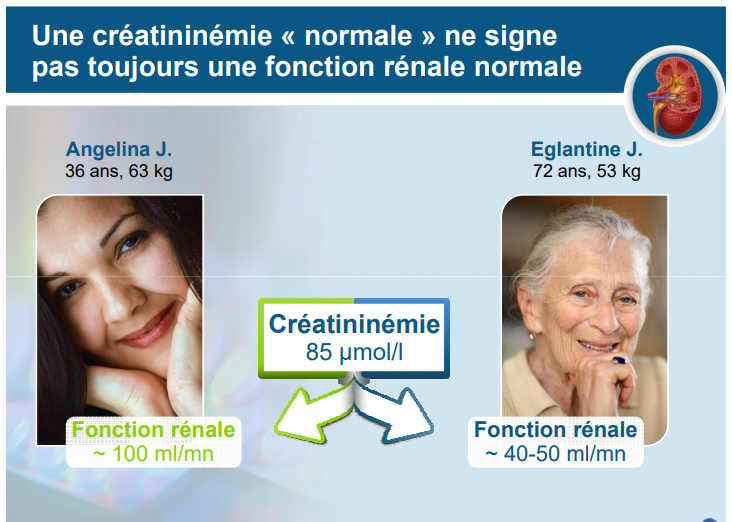 Une créatininémie « normale » ne signe
pas toujours une fonction rénale normale
Angelina J.
36 ans, 63 kg
Eglantine J.
72 ans, 53 kg
Créatininémie
85 µmol/l
Fonction rénale
~ 100 ml/mn
Fonction rénale
~ 40-50 ml/mn